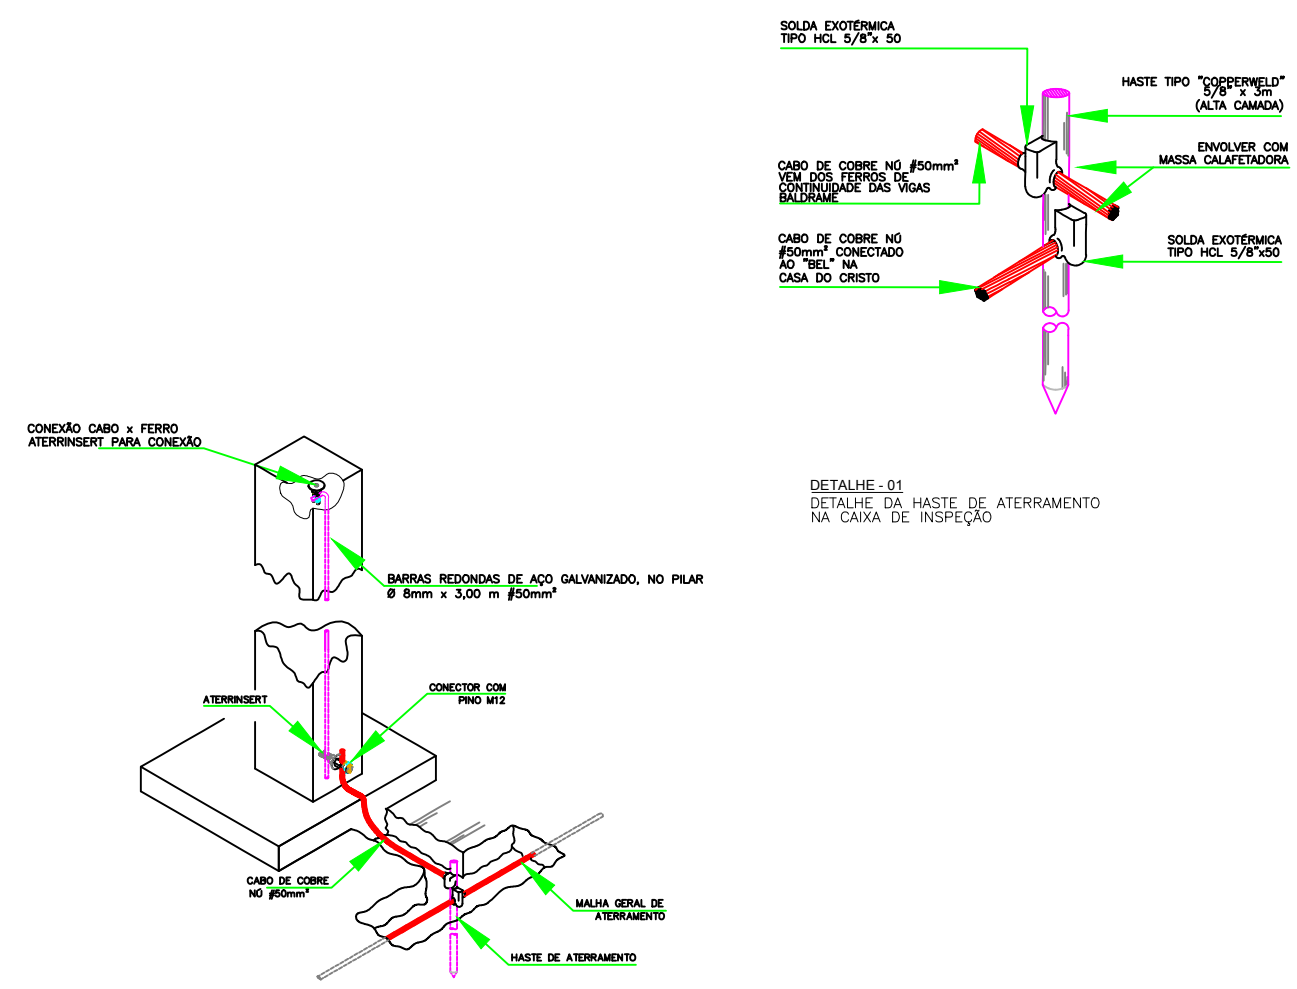 SOLDA EXOTÉRMICA
TIPO HCL 5/8"x 50
HASTE TIPO "COPPERWELD"
5/8" x 3m
(ALTA CAMADA)
ENVOLVER COM
MASSA CALAFETADORA
CABO DE COBRE NÚ #50mm²
VEM DOS FERROS DE
CONTINUIDADE DAS VIGAS
BALDRAME
CABO DE COBRE NÚ
#50mm² CONECTADO
AO "BEL" NA
CASA DO CRISTO
SOLDA EXOTÉRMICA
TIPO HCL 5/8"x50
DETALHE - 01
DETALHE DA HASTE DE ATERRAMENTO
NA CAIXA DE INSPEÇÃO
CONEXÃO CABO x FERRO
ATERRINSERT PARA CONEXÃO
BARRAS REDONDAS DE AÇO GALVANIZADO, NO PILAR
Ø 8mm x 3,00 m #50mm²
ATERRINSERT
CONECTOR COM
PINO M12
CABO DE COBRE
NÚ #50mm²
MALHA GERAL DE
ATERRAMENTO
HASTE DE ATERRAMENTO